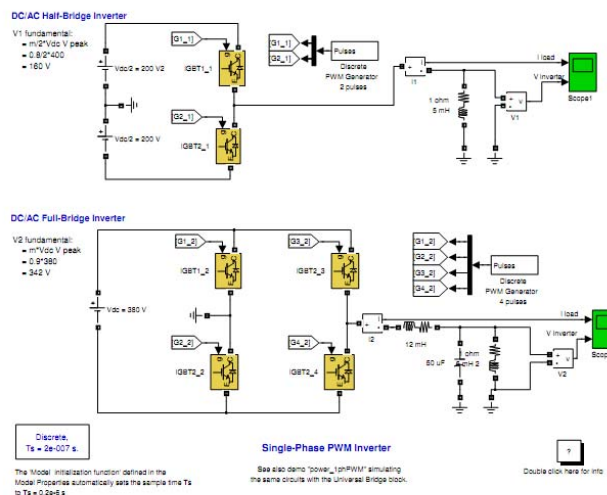 DC/AC Half-Bridge Inverter
V1 fundamental:
= m/2*Vdc V peak
= 0.8/2*400
= 160 V
Vdc/2 = 200 V2
Vdc/2 = 200 V
[G1_1]
IGBT1_1
[G2_1]
IGBT2_1
[G1_1]
[G2_1]
Pulses
Discrete
PWM Generator
2 pulses
I1
1 ohm
5 mH
V1
I load
V inverter
Scope1
DC/AC Full-Bridge Inverter
V2 fundamental:
= m*Vdc V peak
= 0.9*380
= 342 V
Vdc = 380 V
[G1_2]
IGBT1_2
[G2_2]
IGBT2_2
[G3_2]
IGBT2_3
[G4_2]
IGBT2_4
[G1_2]
[G2_2]
[G3_2]
[G4_2]
Pulses
Discrete
PWM Generator
4 pulses
I2
12 mH
50 uF
1 ohm
mH 2
V2
I load
V inverter
Scop
Discrete,
Ts = 2e-007 s.
The 'Model initialization function' defined in the
Model Properties automatically sets the sample time Ts
to Ts = 0.2e-6 s
Single-Phase PWM Inverter
See also demo "power_1phPWM" simulating
the same circuits with the Universal Bridge block.
?
Double click here for info